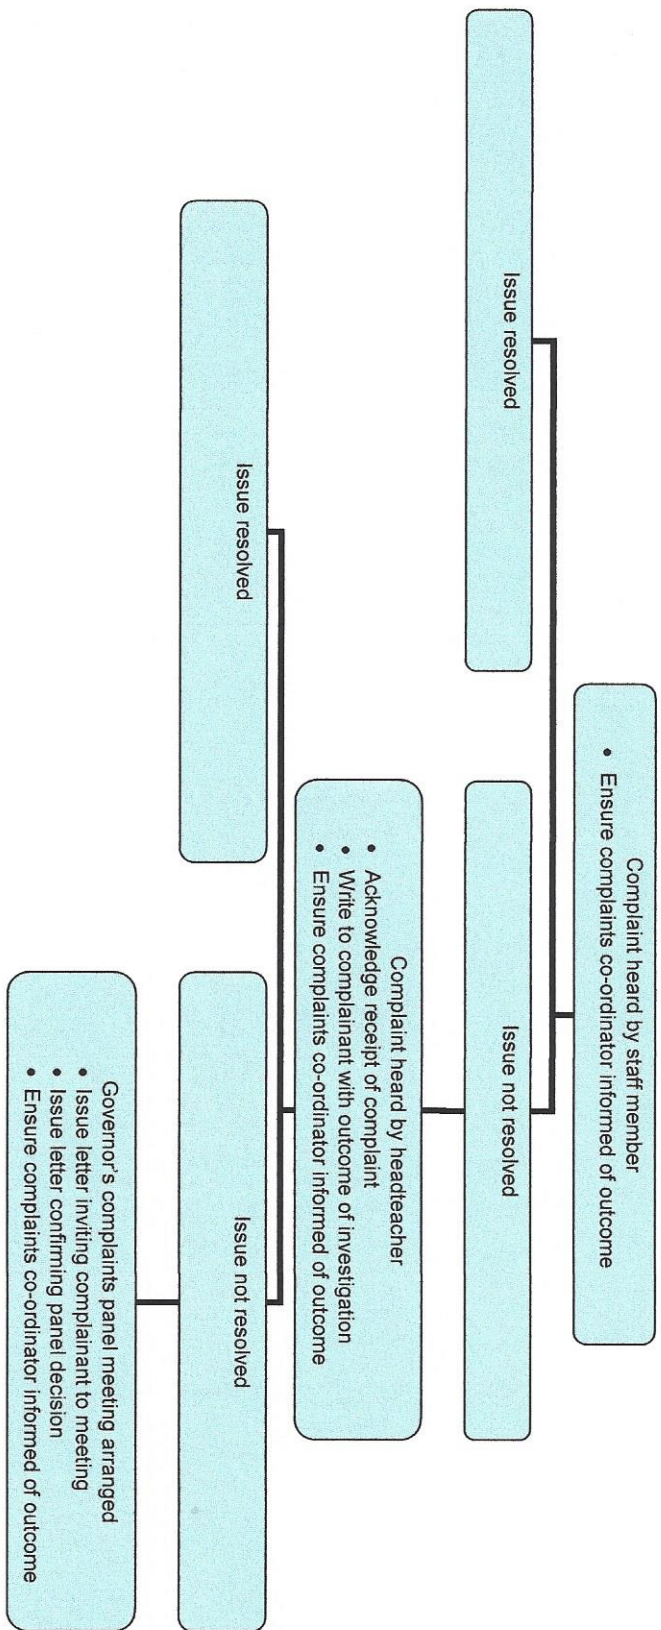 Complaint heard by staff member
• Ensure complaints co-ordinator informed of outcome
Issue resolved
Issue not resolved
Complaint heard by headteacher
• Acknowledge receipt of complaint
• Write to complainant with outcome of investigation
• Ensure complaints co-ordinator informed of outcome
Issue resolved
Issue not resolved
Governor's complaints panel meeting arranged
• Issue letter inviting complainant to meeting
• Issue letter confirming panel decision
• Ensure complaints co-ordinator informed of outcome